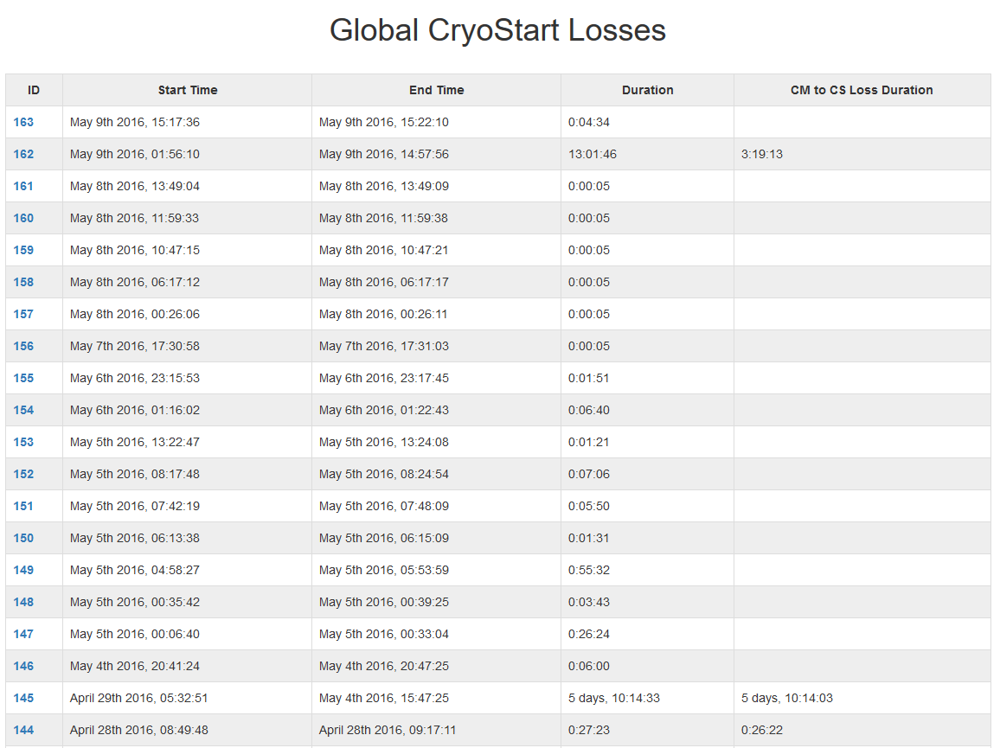 Global CryoStart Losses
ID Start Time End Time Duration CM to CS Loss Duration
163 May 9th 2016, 15:17:36 May 9th 2016, 15:22:10 0:04:34
162 May 9th 2016, 01:56:10 May 9th 2016, 14:57:56 13:01:46 3:19:13
161 May 8th 2016, 13:49:04 May 8th 2016, 13:49:09 0:00:05
160 May 8th 2016, 11:59:33 May 8th 2016, 11:59:38 0:00:05
159 May 8th 2016, 10:47:15 May 8th 2016, 10:47:21 0:00:05
158 May 8th 2016, 06:17:12 May 8th 2016, 06:17:17 0:00:05
157 May 8th 2016, 00:26:06 May 8th 2016, 00:26:11 0:00:05
156 May 7th 2016, 17:30:58 May 7th 2016, 17:31:03 0:00:05
155 May 6th 2016, 23:15:53 May 6th 2016, 23:17:45 0:01:51
154 May 6th 2016, 01:16:02 May 6th 2016, 01:22:43 0:06:40
153 May 5th 2016, 13:22:47 May 5th 2016, 13:24:08 0:01:21
152 May 5th 2016, 08:17:48 May 5th 2016, 08:24:54 0:07:06
151 May 5th 2016, 07:42:19 May 5th 2016, 07:48:09 0:05:50
150 May 5th 2016, 06:13:38 May 5th 2016, 06:15:09 0:01:31
149 May 5th 2016, 04:58:27 May 5th 2016, 05:53:59 0:55:32
148 May 5th 2016, 00:35:42 May 5th 2016, 00:39:25 0:03:43
147 May 5th 2016, 00:06:40 May 5th 2016, 00:33:04 0:26:24
146 May 4th 2016, 20:41:24 May 4th 2016, 20:47:25 0:06:00
145 April 29th 2016, 05:32:51 May 4th 2016, 15:47:25 5 days, 10:14:33 5 days, 10:14:03
144 April 28th 2016, 08:49:48 April 28th 2016, 09:17:11 0:27:23 0:26:22